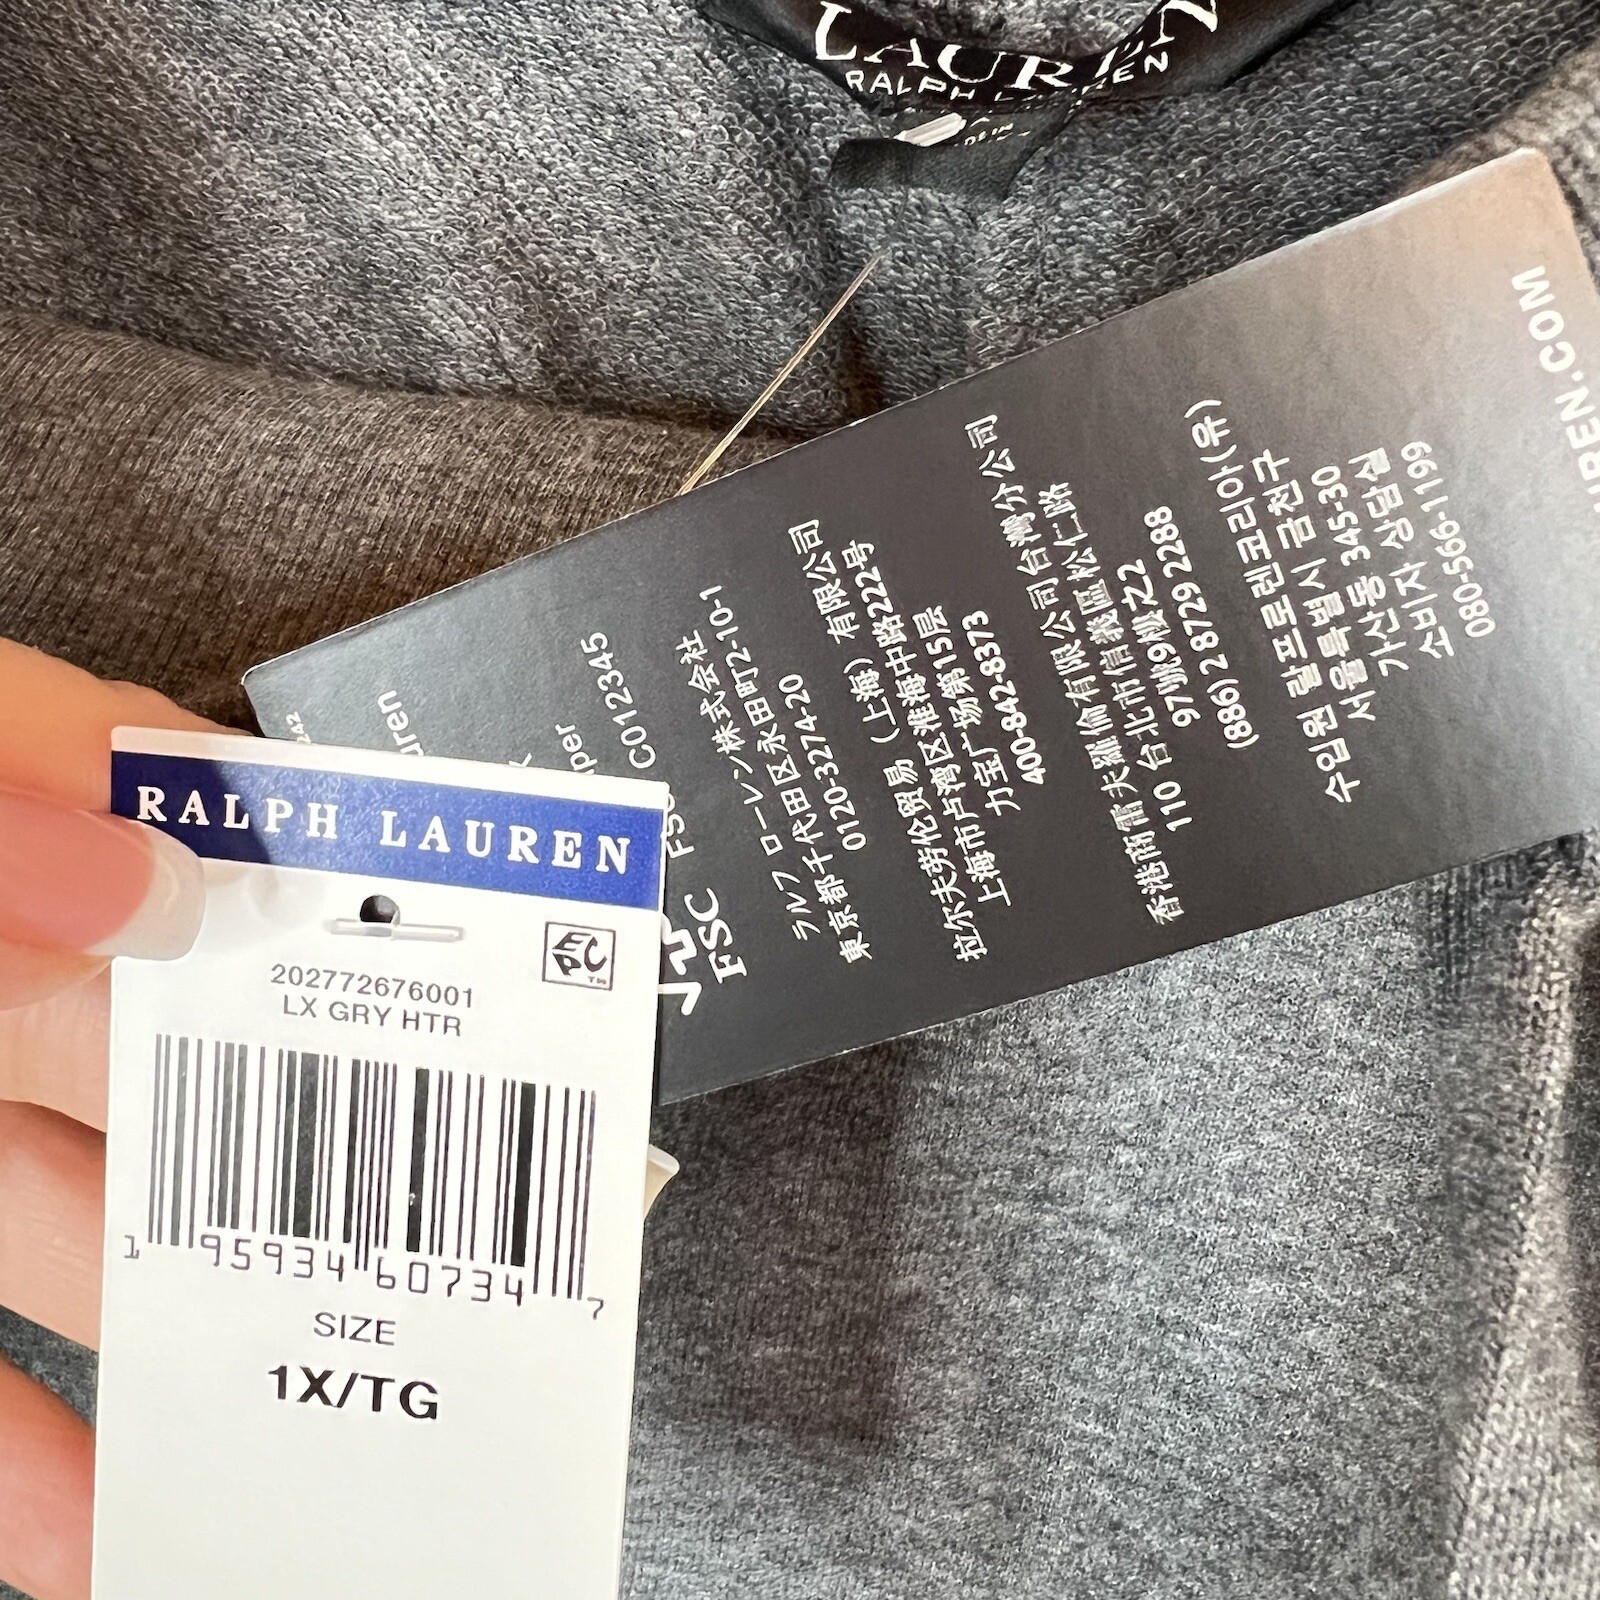 LAUREN
RALPH LAUREN
RALPH LAUREN
EPC
TM
202772676001
LX GRY HTR
1 95934 60734 7
SIZE
1X/TG
uren
per
FSC C012345
FSC
ラルフ ローレン株式会社
東京都千代田区永田町2-10-1
0120-3274-20
拉尔夫劳伦贸易（上海）有限公司
上海市卢湾区淮海中路222号
力宝广场第15层
400-842-8373
香港商雷夫羅倫有限公司台灣分公司
110 台北市信義區松仁路
97號9樓之2
(886) 2 8729 2288
수입원 랄프로렌코리아(유)
서울특별시 금천구
가산동 345-30
소비자 상담실
080-566-1199
UREN.COM